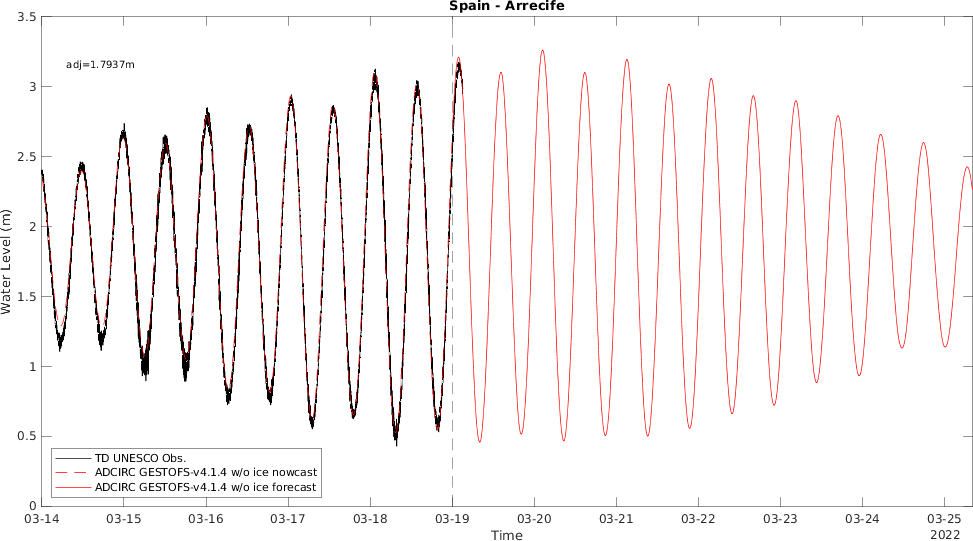 Spain - Arrecife
adj=1.7937m
3.5
3
2.5
2
1.5
1
0.5
0
Water Level (m)
TD UNESCO Obs.
ADCIRC GESTOFS-v4.1.4 w/o ice nowcast
ADCIRC GESTOFS-v4.1.4 w/o ice forecast
03-14 03-15 03-16 03-17 03-18 03-19 03-20 03-21 03-22 03-23 03-24 03-25
2022
Time